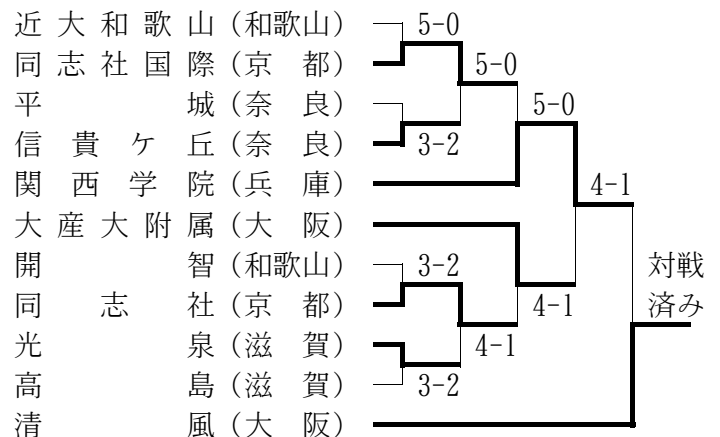 近大和歌山(和歌山) 5-0
同志社国際(京都) 5-0
平城(奈良) 5-0
信貴ケ丘(奈良) 3-2
関西学院(兵庫) 4-1
大産大附属(大阪)
開智(和歌山) 3-2 対戦
同志社(京都) 4-1 済み
光泉(滋賀) 4-1
高島(滋賀) 3-2
清風(大阪)